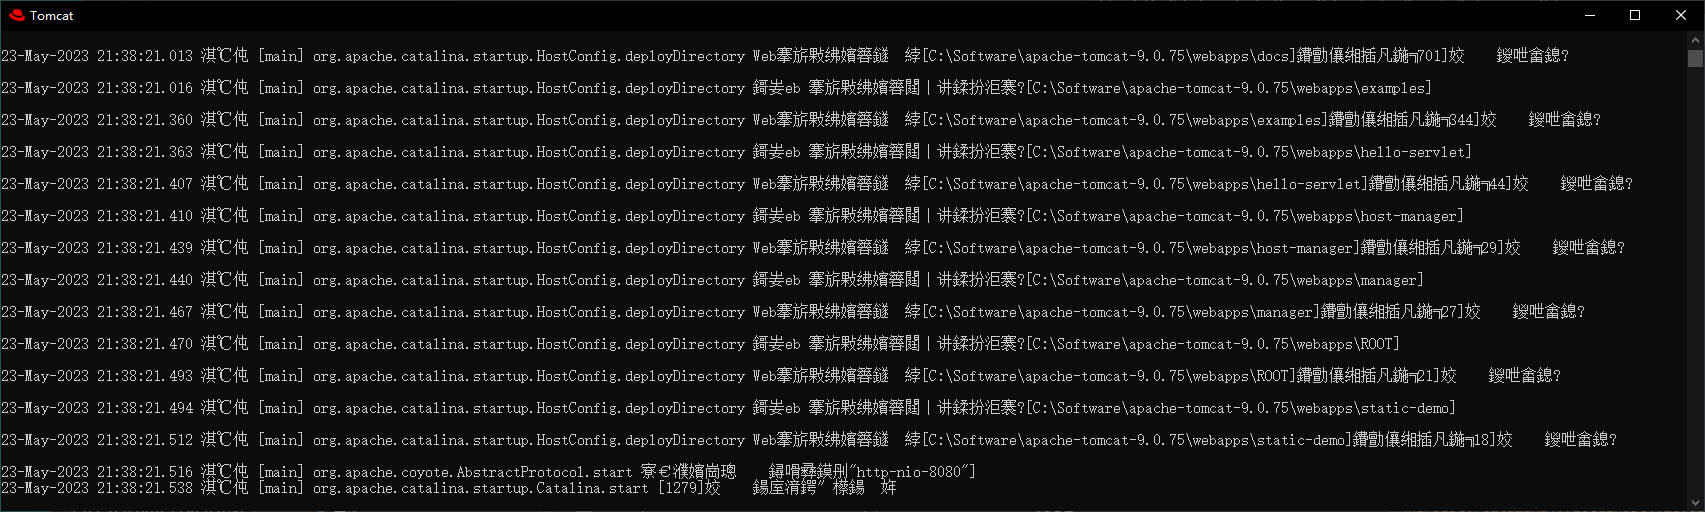 Tomcat
23-May-2023 21:38:21.013 淇℃伅 [main] org.apache.catalina.startup.HostConfig.deployDirectory Web搴旂敤绋嬪簭鐩 綍[C:\Software\apache-tomcat-9.0.75\webapps\docs]鐨勯儴缃插凡鍦╗701]姣 鍐呭畬鎴?
23-May-2023 21:38:21.016 淇℃伅 [main] org.apache.catalina.startup.HostConfig.deployDirectory 鎶妛eb 搴旂敤绋嬪簭閮ㄧ讲鍒扮洰褰?[C:\Software\apache-tomcat-9.0.75\webapps\examples]
23-May-2023 21:38:21.360 淇℃伅 [main] org.apache.catalina.startup.HostConfig.deployDirectory Web搴旂敤绋嬪簭鐩 綍[C:\Software\apache-tomcat-9.0.75\webapps\examples]鐨勯儴缃插凡鍦╗344]姣 鍐呭畬鎴?
23-May-2023 21:38:21.363 淇℃伅 [main] org.apache.catalina.startup.HostConfig.deployDirectory 鎶妛eb 搴旂敤绋嬪簭閮ㄧ讲鍒扮洰褰?[C:\Software\apache-tomcat-9.0.75\webapps\hello-servlet]
23-May-2023 21:38:21.407 淇℃伅 [main] org.apache.catalina.startup.HostConfig.deployDirectory Web搴旂敤绋嬪簭鐩 綍[C:\Software\apache-tomcat-9.0.75\webapps\hello-servlet]鐨勯儴缃插凡鍦╗44]姣 鍐呭畬鎴?
23-May-2023 21:38:21.410 淇℃伅 [main] org.apache.catalina.startup.HostConfig.deployDirectory 鎶妛eb 搴旂敤绋嬪簭閮ㄧ讲鍒扮洰褰?[C:\Software\apache-tomcat-9.0.75\webapps\host-manager]
23-May-2023 21:38:21.439 淇℃伅 [main] org.apache.catalina.startup.HostConfig.deployDirectory Web搴旂敤绋嬪簭鐩 綍[C:\Software\apache-tomcat-9.0.75\webapps\host-manager]鐨勯儴缃插凡鍦╗29]姣 鍐呭畬鎴?
23-May-2023 21:38:21.440 淇℃伅 [main] org.apache.catalina.startup.HostConfig.deployDirectory 鎶妛eb 搴旂敤绋嬪簭閮ㄧ讲鍒扮洰褰?[C:\Software\apache-tomcat-9.0.75\webapps\manager]
23-May-2023 21:38:21.467 淇℃伅 [main] org.apache.catalina.startup.HostConfig.deployDirectory Web搴旂敤绋嬪簭鐩 綍[C:\Software\apache-tomcat-9.0.75\webapps\manager]鐨勯儴缃插凡鍦╗27]姣 鍐呭畬鎴?
23-May-2023 21:38:21.470 淇℃伅 [main] org.apache.catalina.startup.HostConfig.deployDirectory 鎶妛eb 搴旂敤绋嬪簭閮ㄧ讲鍒扮洰褰?[C:\Software\apache-tomcat-9.0.75\webapps\ROOT]
23-May-2023 21:38:21.493 淇℃伅 [main] org.apache.catalina.startup.HostConfig.deployDirectory Web搴旂敤绋嬪簭鐩 綍[C:\Software\apache-tomcat-9.0.75\webapps\ROOT]鐨勯儴缃插凡鍦╗21]姣 鍐呭畬鎴?
23-May-2023 21:38:21.494 淇℃伅 [main] org.apache.catalina.startup.HostConfig.deployDirectory 鎶妛eb 搴旂敤绋嬪簭閮ㄧ讲鍒扮洰褰?[C:\Software\apache-tomcat-9.0.75\webapps\static-demo]
23-May-2023 21:38:21.512 淇℃伅 [main] org.apache.catalina.startup.HostConfig.deployDirectory Web搴旂敤绋嬪簭鐩 綍[C:\Software\apache-tomcat-9.0.75\webapps\static-demo]鐨勯儴缃插凡鍦╗18]姣 鍐呭畬鎴?
23-May-2023 21:38:21.516 淇℃伅 [main] org.apache.coyote.AbstractProtocol.start 寮€濮嬪崗璁 鐞嗗彞鏌刐"http-nio-8080"]
23-May-2023 21:38:21.538 淇℃伅 [main] org.apache.catalina.startup.Catalina.start [1279]姣